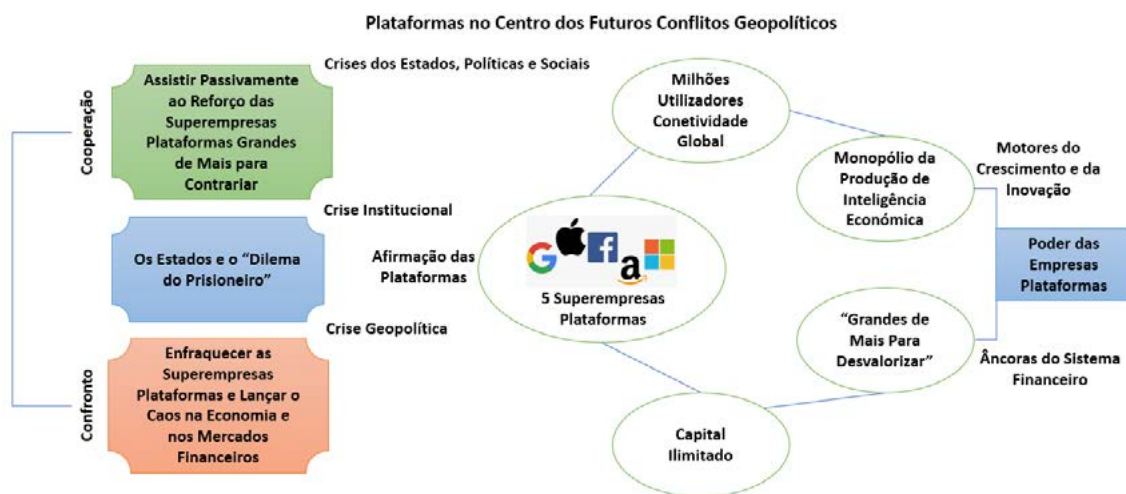 Plataformas no Centro dos Futuros Conflitos Geopolíticos
Cooperação
Assistir Passivamente
ao Reforço das
Superempresas
Plataformas Grandes
de Mais para
Contrariar
Crises dos Estados, Políticas e Sociais
Crise Institucional
Os Estados e o “Dilema
do Prisioneiro”
Afirmação das
Plataformas
Crise Geopolítica
Confronto
Enfraquecer as
Superempresas
Plataformas e Lançar o
Caos na Economia e
nos Mercados
Financeiros
5 Superempresas
Plataformas
Milhões
Utilizadores
Conetividade
Global
Monopólio da
Produção de
Inteligência
Económica
Motores do
Crescimento e da
Inovação
Poder das
Empresas
Plataformas
“Grandes de
Mais Para
Desvalorizar”
Âncoras do Sistema
Financeiro
Capital
Ilimitado